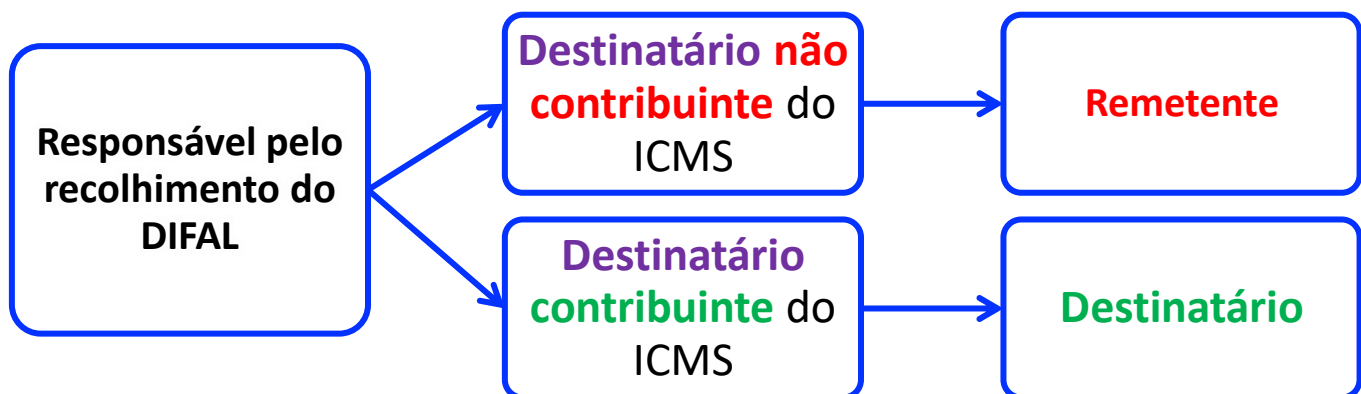 Responsável pelo
recolhimento do
DIFAL
Destinatário não
contribuinte do
ICMS
Remetente
Destinatário
contribuinte do
ICMS
Destinatário